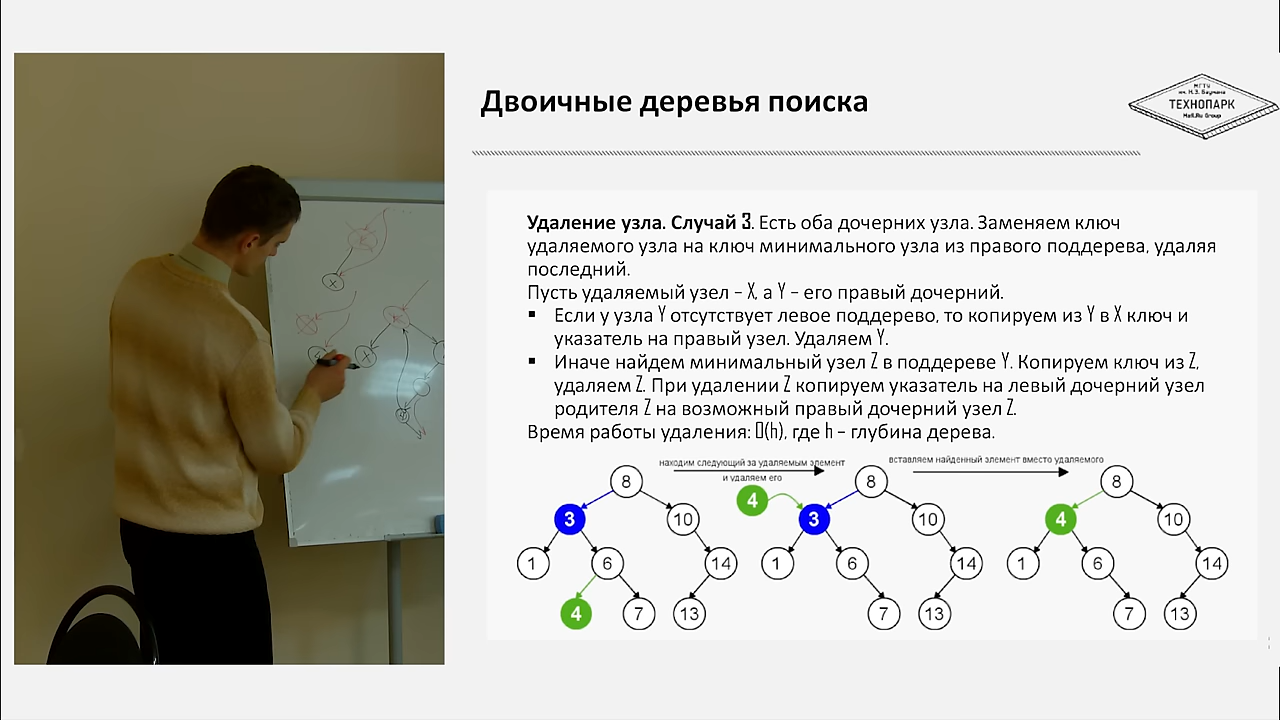 Двоичные деревья поиска
МГТУ
им. Н.Э. Баумана
ТЕХНОПАРК
Mail.Ru Group
Удаление узла. Случай 3. Есть оба дочерних узла. Заменяем ключ
удаляемого узла на ключ минимального узла из правого поддерева, удаляя
последний.
Пусть удаляемый узел – X, а Y – его правый дочерний.
▪ Если у узла Y отсутствует левое поддерево, то копируем из Y в X ключ и
указатель на правый узел. Удаляем Y.
▪ Иначе найдем минимальный узел Z в поддереве Y. Копируем ключ из Z,
удаляем Z. При удалении Z копируем указатель на левый дочерний узел
родителя Z на возможный правый дочерний узел Z.
Время работы удаления: O(h), где h – глубина дерева.
находим следующий за удаляемым элемент
и удаляем его
вставляем найденный элемент вместо удаляемого
8
3
10
1
6
14
4
7
13
4
8
3
10
1
6
14
7
13
8
4
10
1
6
14
7
13